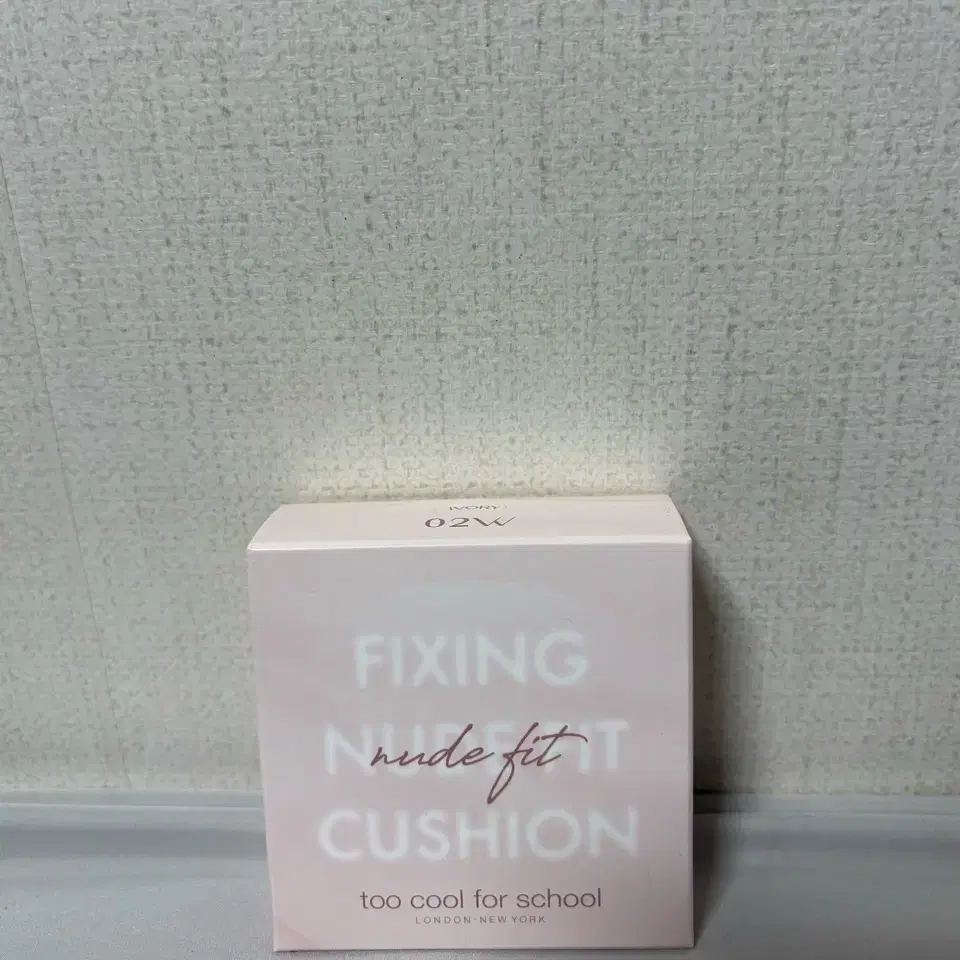 IVORY
02W
FIXING
NUDE FIT
nude fit
CUSHION
too cool for school
LONDON·NEW YORK